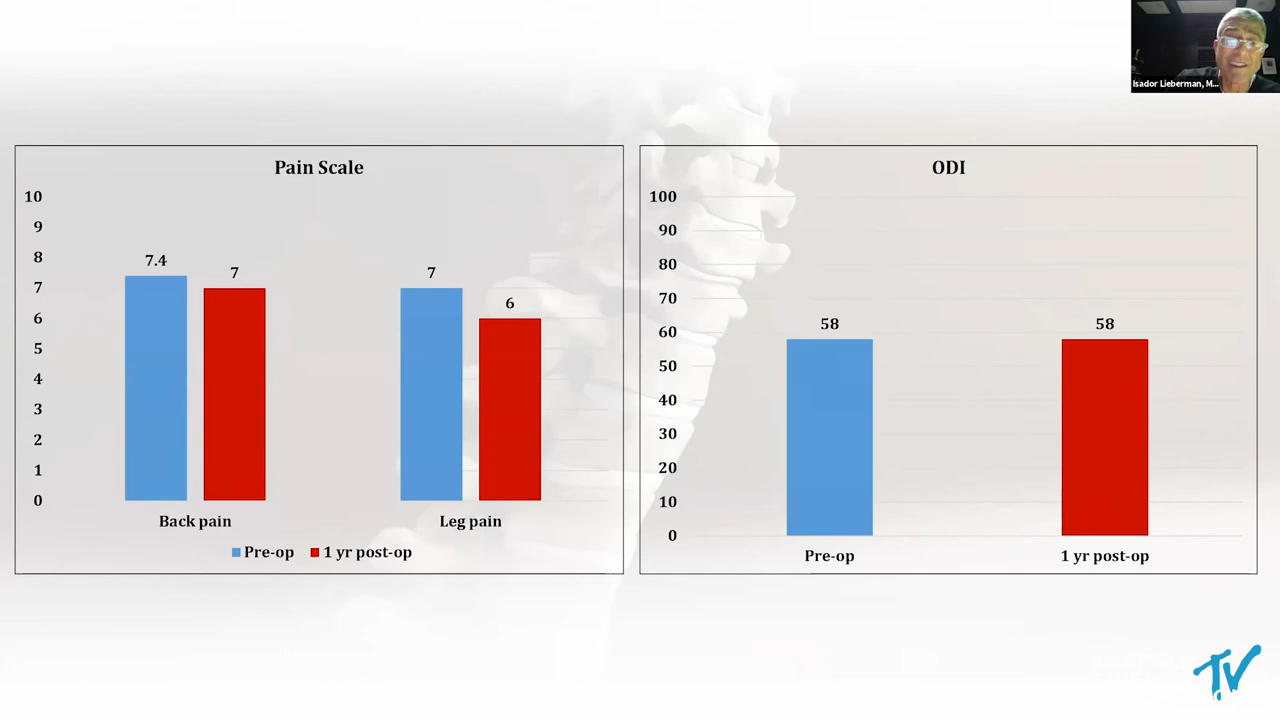 Isador Lieberman, M...
Pain Scale
10
9
8
7
6
5
4
3
2
1
0
7.4
7
7
6
Back pain
Leg pain
Pre-op
1 yr post-op
ODI
100
90
80
70
60
50
40
30
20
10
0
58
58
Pre-op
1 yr post-op
TV